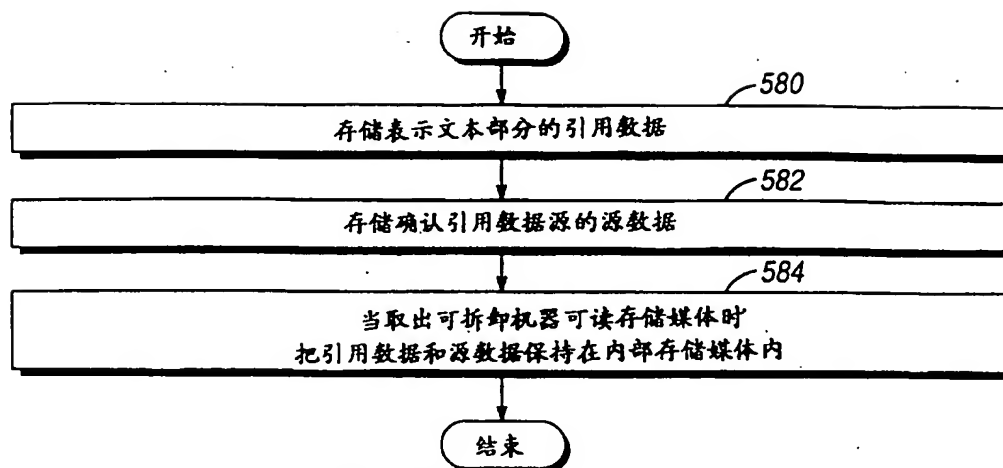 开始
580
存储表示文本部分的引用数据
582
存储确认引用数据源的源数据
584
当取出可拆卸机器可读存储媒体时
把引用数据和源数据保持在内部存储媒体内
结束